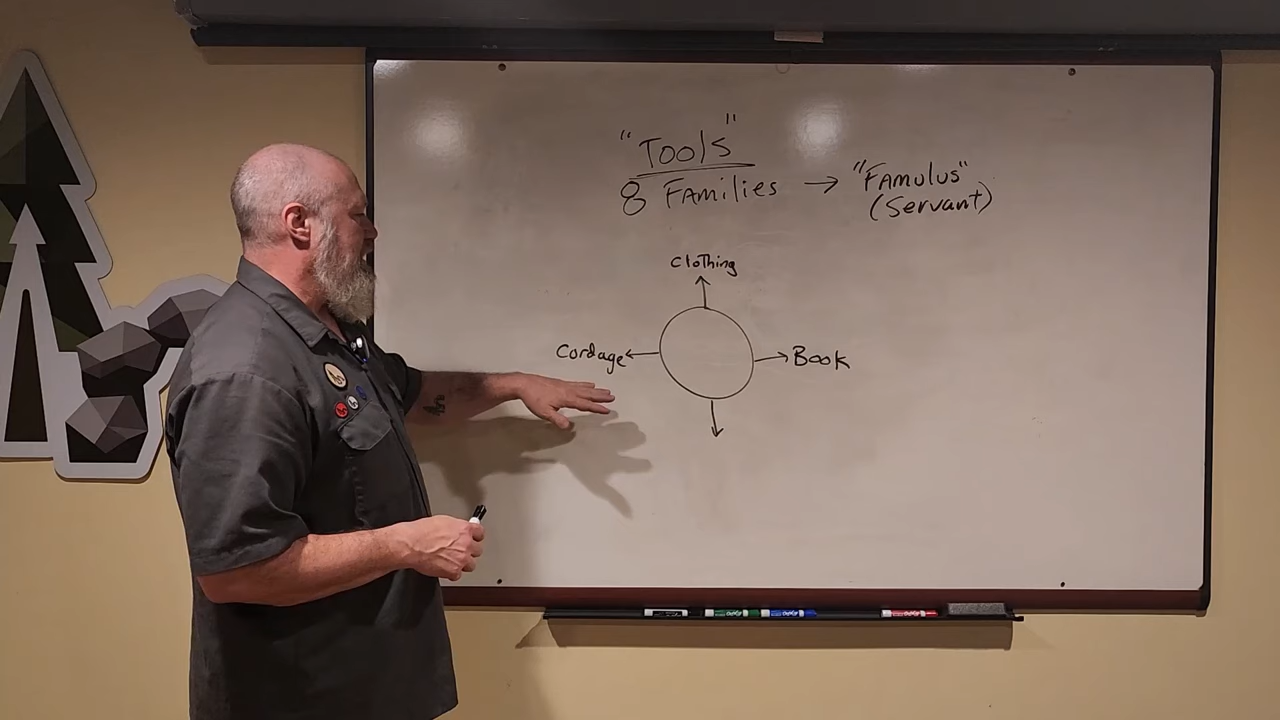 "Tools"
8 Families → "Famulus"
(Servant)
Clothing
Cordage
Book